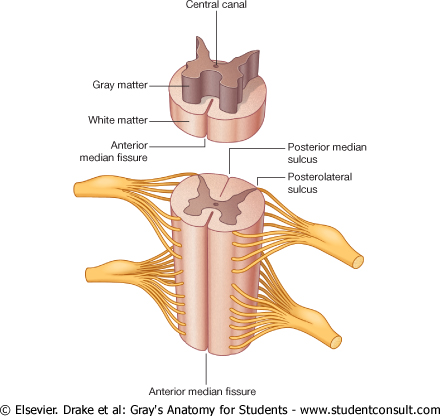 Central canal
Gray matter
White matter
Anterior
median fissure
Posterior median
sulcus
Posterolateral
sulcus
Anterior median fissure
© Elsevier. Drake et al: Gray's Anatomy for Students - www.studentconsult.com